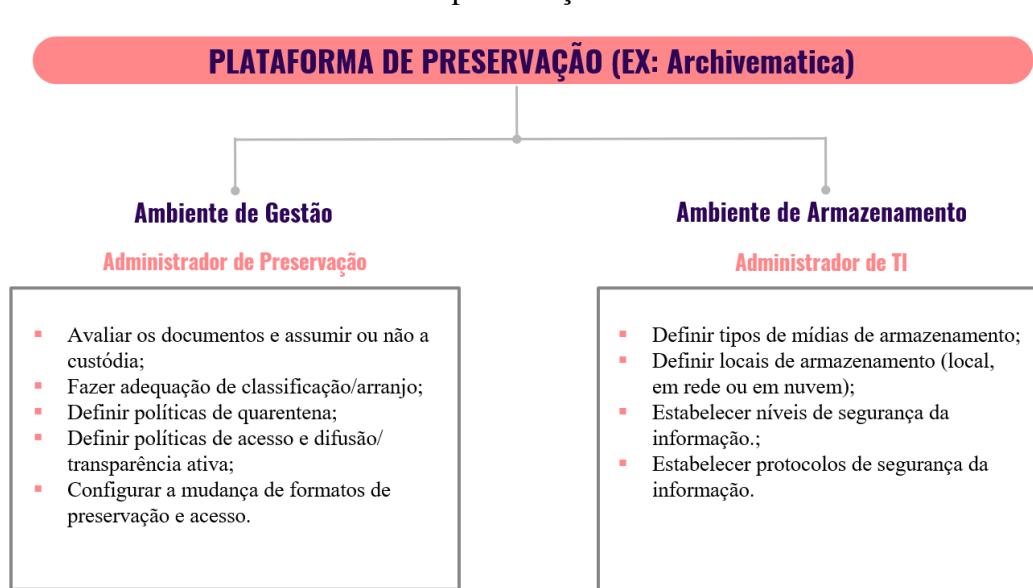 PLATAFORMA DE PRESERVAÇÃO (EX: Archivematica)
Ambiente de Gestão
Administrador de Preservação
▪ Avaliar os documentos e assumir ou não a
custódia;
▪ Fazer adequação de classificação/arranjo;
▪ Definir políticas de quarentena;
▪ Definir políticas de acesso e difusão/
transparência ativa;
▪ Configurar a mudança de formatos de
preservação e acesso.
Ambiente de Armazenamento
Administrador de TI
▪ Definir tipos de mídias de armazenamento;
▪ Definir locais de armazenamento (local,
em rede ou em nuvem);
▪ Estabelecer níveis de segurança da
informação.;
▪ Estabelecer protocolos de segurança da
informação.